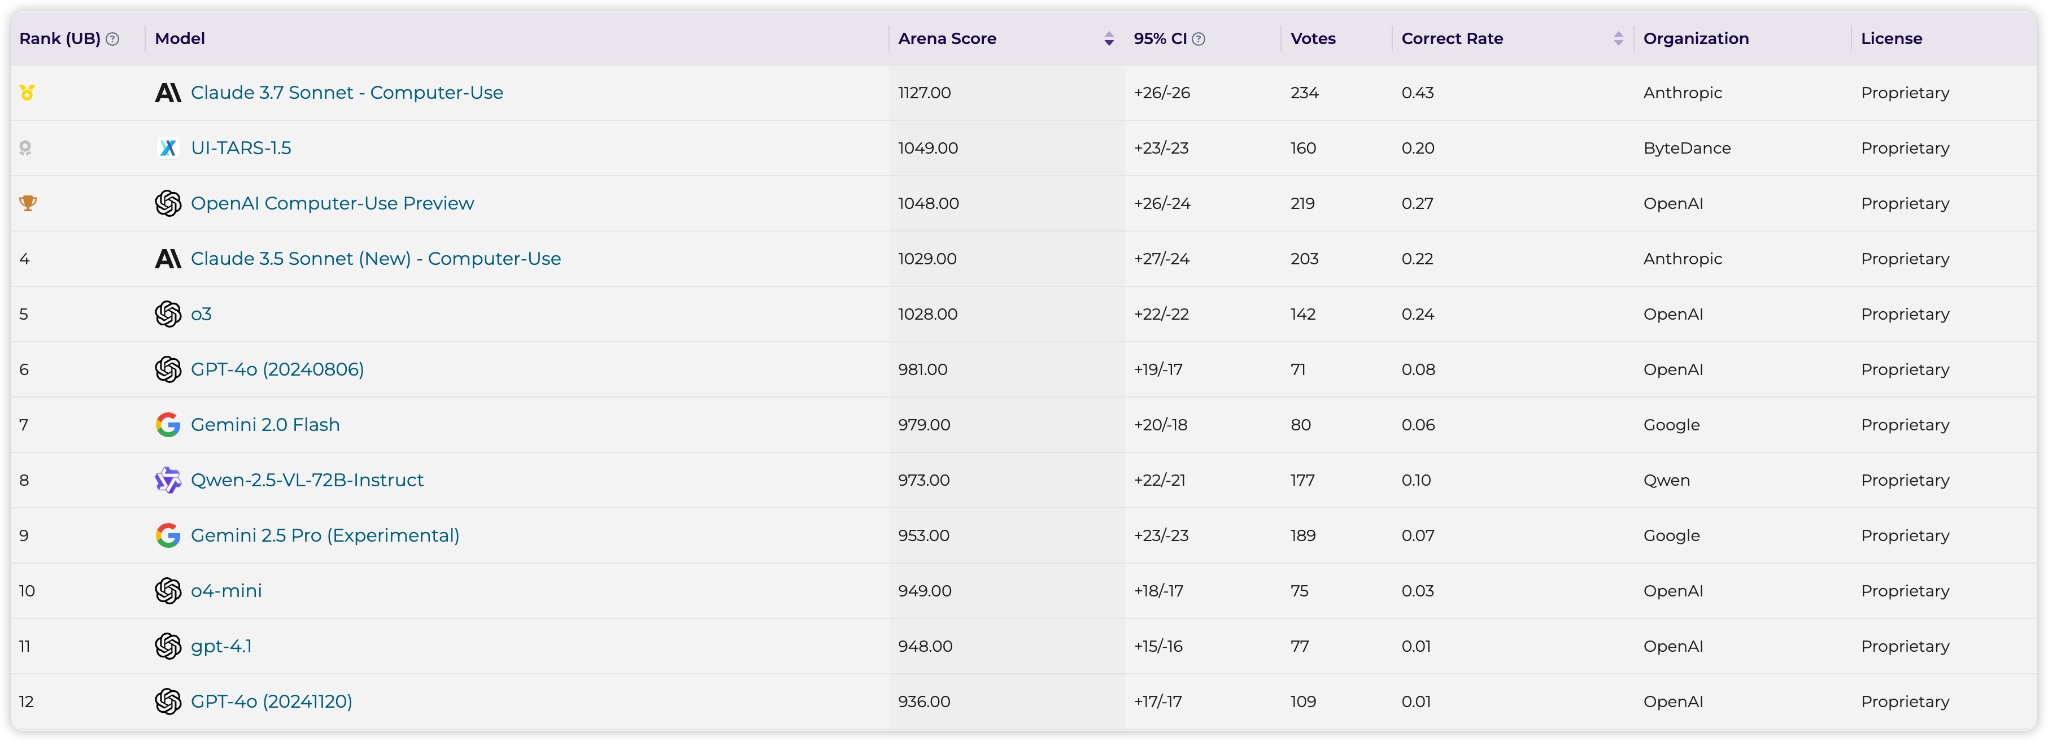 Rank (UB) Model Arena Score 95% CI Votes Correct Rate Organization License
Claude 3.7 Sonnet - Computer-Use 1127.00 +26/-26 234 0.43 Anthropic Proprietary
UI-TARS-1.5 1049.00 +23/-23 160 0.20 ByteDance Proprietary
OpenAI Computer-Use Preview 1048.00 +26/-24 219 0.27 OpenAI Proprietary
4 Claude 3.5 Sonnet (New) - Computer-Use 1029.00 +27/-24 203 0.22 Anthropic Proprietary
5 o3 1028.00 +22/-22 142 0.24 OpenAI Proprietary
6 GPT-4o (20240806) 981.00 +19/-17 71 0.08 OpenAI Proprietary
7 Gemini 2.0 Flash 979.00 +20/-18 80 0.06 Google Proprietary
8 Qwen-2.5-VL-72B-Instruct 973.00 +22/-21 177 0.10 Qwen Proprietary
9 Gemini 2.5 Pro (Experimental) 953.00 +23/-23 189 0.07 Google Proprietary
10 o4-mini 949.00 +18/-17 75 0.03 OpenAI Proprietary
11 gpt-4.1 948.00 +15/-16 77 0.01 OpenAI Proprietary
12 GPT-4o (20241120) 936.00 +17/-17 109 0.01 OpenAI Proprietary